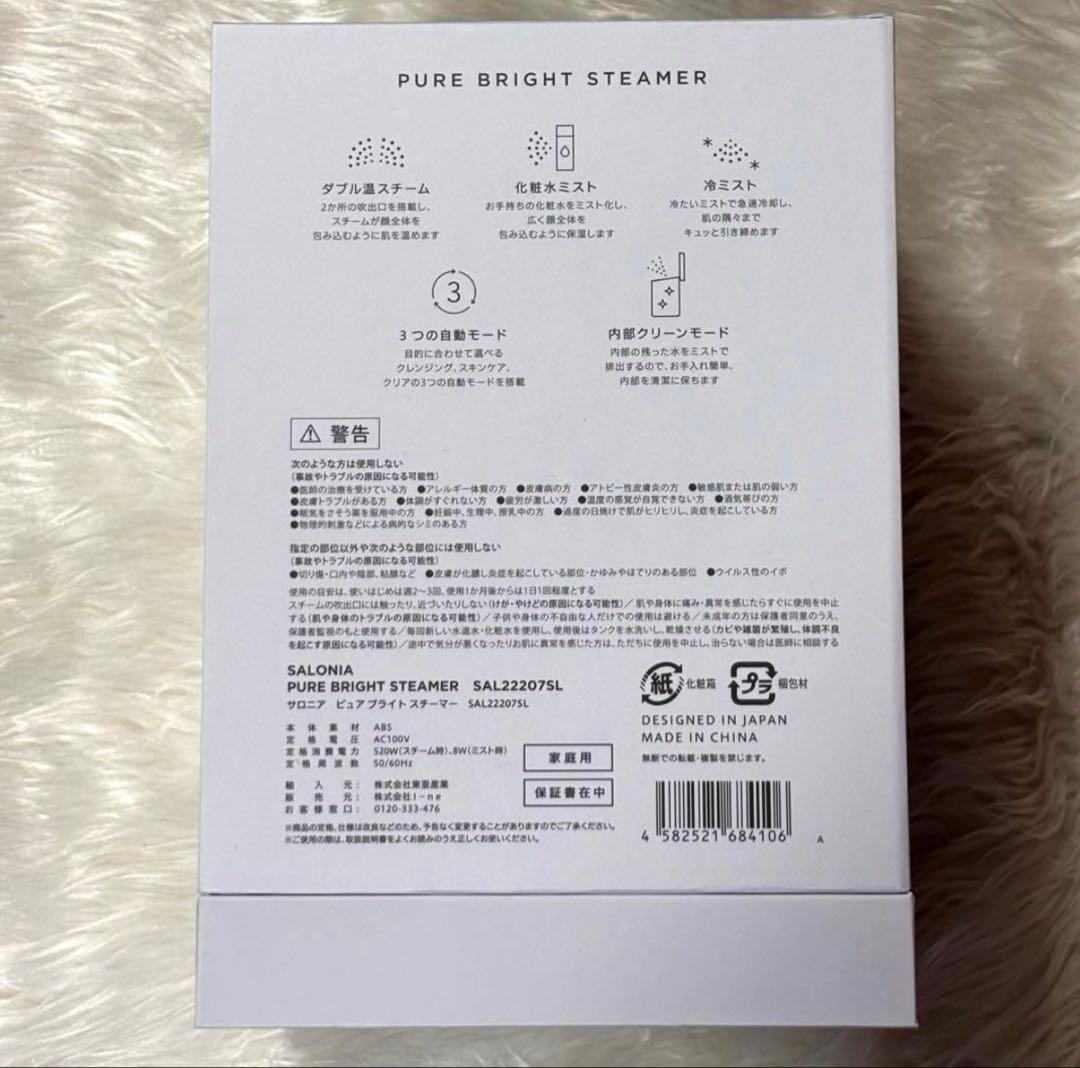 PURE BRIGHT STEAMER
ダブル温スチーム
2か所の吹出口を搭載し、
スチームが顔全体を
包み込むように肌を温めます
化粧水ミスト
お手持ちの化粧水をミスト化し、
広く顔全体を
包み込むように保湿します
冷ミスト
冷たいミストで急速冷却し、
肌の隅々まで
キュッと引き締めます
3
3つの自動モード
目的に合わせて選べる
クレンジング、スキンケア、
クリアの3つの自動モードを搭載
内部クリーンモード
内部の残った水をミストで
排出するので、お手入れ簡単、
内部を清潔に保ちます
警告
次のような方は使用しない
(事故やトラブルの原因になる可能性)
●医師の治療を受けている方 ●アレルギー体質の方 ●皮膚病の方 ●アトピー性皮膚炎の方 ●敏感肌または肌の弱い方
●皮膚トラブルがある方 ●体調がすぐれない方 ●疲労が激しい方 ●温度の感覚が自覚できない方 ●酒気帯びの方
●眠気をさそう薬を服用中の方 ●妊娠中、生理中、授乳中の方 ●過度の日焼けで肌がヒリヒリし、炎症を起こしている方
●物理的刺激などによる病的なシミのある方
指定の部位以外や次のような部位には使用しない
(事故やトラブルの原因になる可能性)
●切り傷・口内や陰部、粘膜など ●皮膚が化膿し炎症を起こしている部位・かゆみやほてりのある部位 ●ウイルス性のイボ
使用の目安は、使いはじめは週2〜3回、使用1か月後からは1日1回程度とする
スチームの吹出口には触ったり、近づいたりしない(けが・やけどの原因になる可能性)/ 肌や身体に痛み・異常を感じたらすぐに使用を中止
する(肌や身体のトラブルの原因になる可能性)/子供や身体の不自由な人だけでの使用は避ける/未成年の方は保護者同意のうえ、
保護者監視のもと使用する/毎回新しい水道水・化粧水を使用し、使用後はタンクを水洗いし、乾燥させる(カビや雑菌が繁殖し、体調不良
を起こす原因になる可能性)/途中で気分が悪くなったりお肌に異常を感じた方は、ただちに使用を中止し、治らない場合は医師に相談する
SALONIA
PURE BRIGHT STEAMER SAL22207SL
サロニア ピュア ブライト スチーマー SAL22207SL
紙 化粧箱 プラ 梱包材
DESIGNED IN JAPAN
MADE IN CHINA
無断での転載・複製を禁じます。
本体素材 ABS
定格電圧 AC100V
定格消費電力 520W(スチーム時)、8W(ミスト時)
定格周波数 50/60Hz
家庭用
輸入元: 株式会社東亜産業
販売元: 株式会社I-ne
お客様窓口: 0120-333-476
保証書在中
※商品の定格、仕様は改良などのため、予告なく変更することがありますのでご了承ください。
※ご使用の際は、取扱説明書をよくお読みのうえ正しくお使いください。
4 582521 684106
A